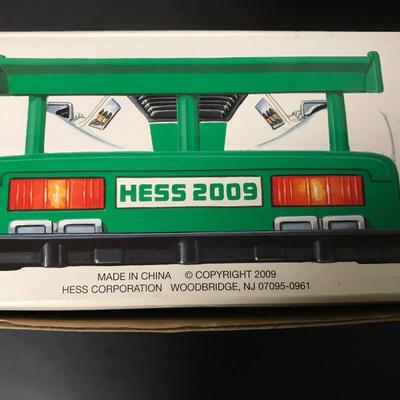 HESS 2009
MADE IN CHINA © COPYRIGHT 2009
HESS CORPORATION WOODBRIDGE, NJ 07095-0961